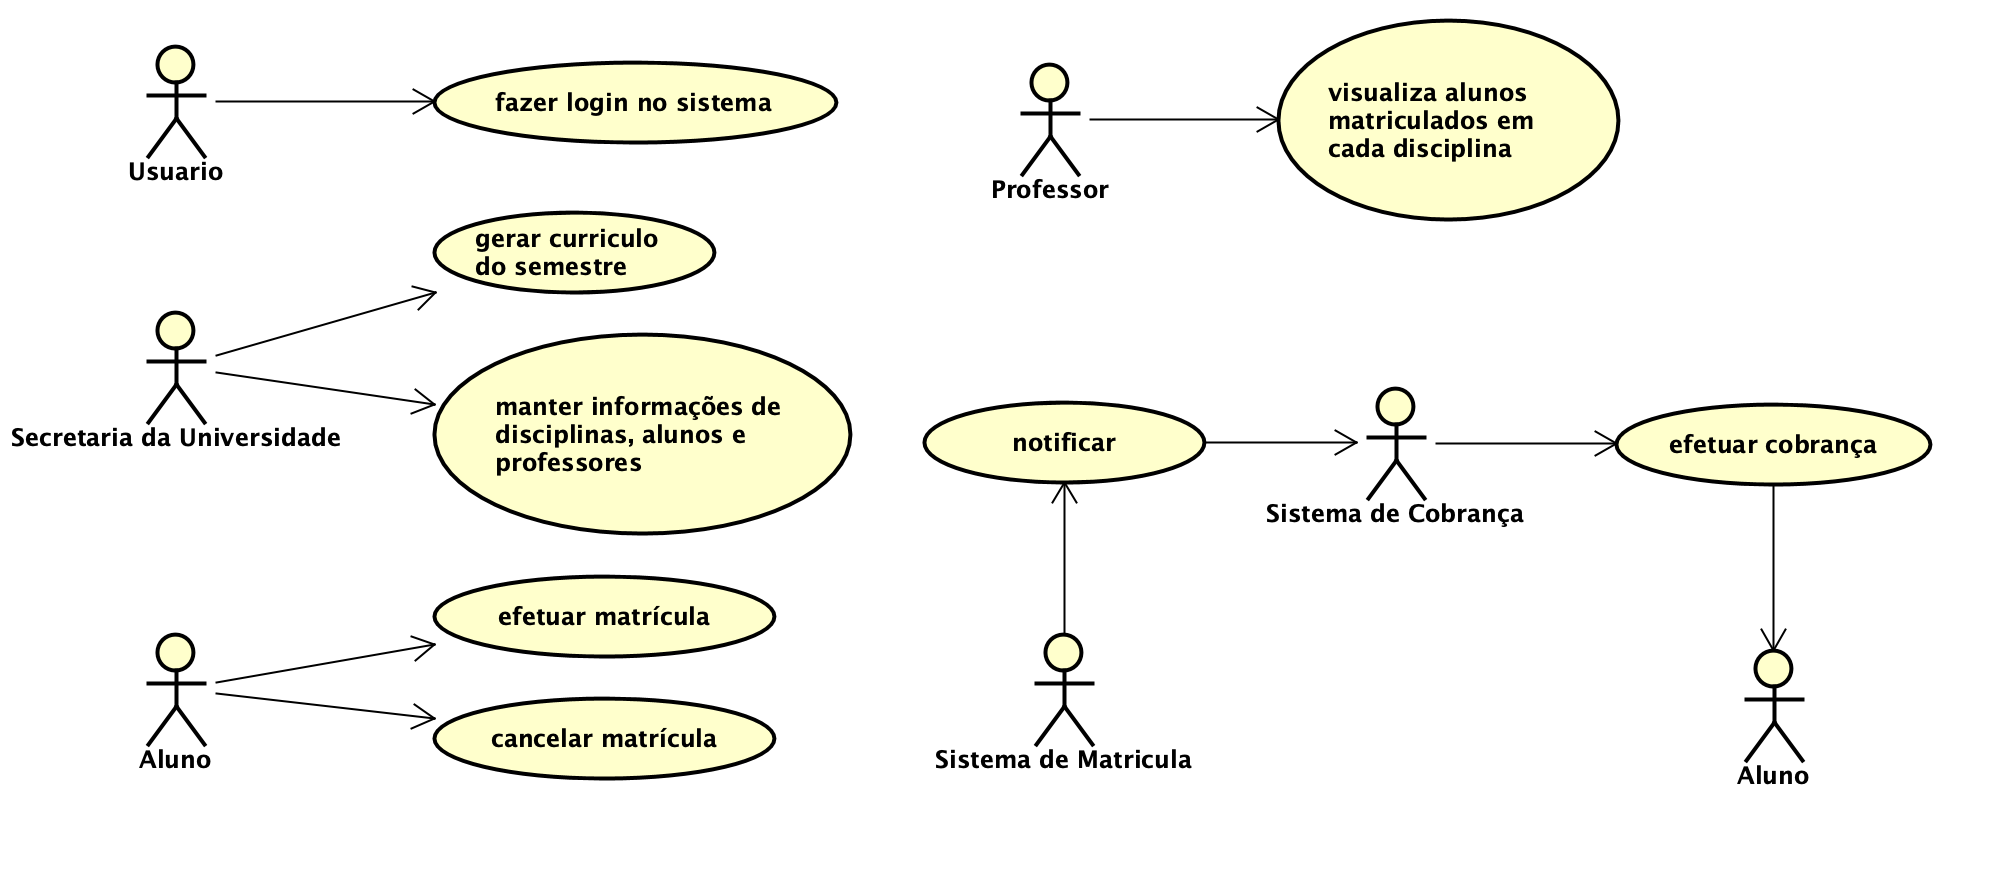 Usuario
fazer login no sistema
gerar curriculo
do semestre
Secretaria da Universidade
manter informações de
disciplinas, alunos e
professores
efetuar matrícula
Aluno
cancelar matrícula
Professor
visualiza alunos
matriculados em
cada disciplina
notificar
Sistema de Cobrança
efetuar cobrança
Sistema de Matricula
Aluno